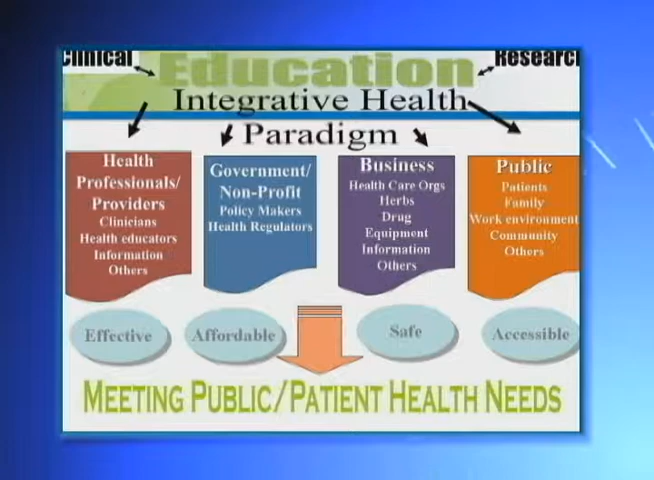 Clinical
Research
Education
Integrative Health
Paradigm
Health
Professionals/
Providers
Clinicians
Health educators
Information
Others
Government/
Non-Profit
Policy Makers
Health Regulators
Business
Health Care Orgs
Herbs
Drug
Equipment
Information
Others
Public
Patients
Family
Work environment
Community
Others
Effective
Affordable
Safe
Accessible
MEETING PUBLIC/PATIENT HEALTH NEEDS